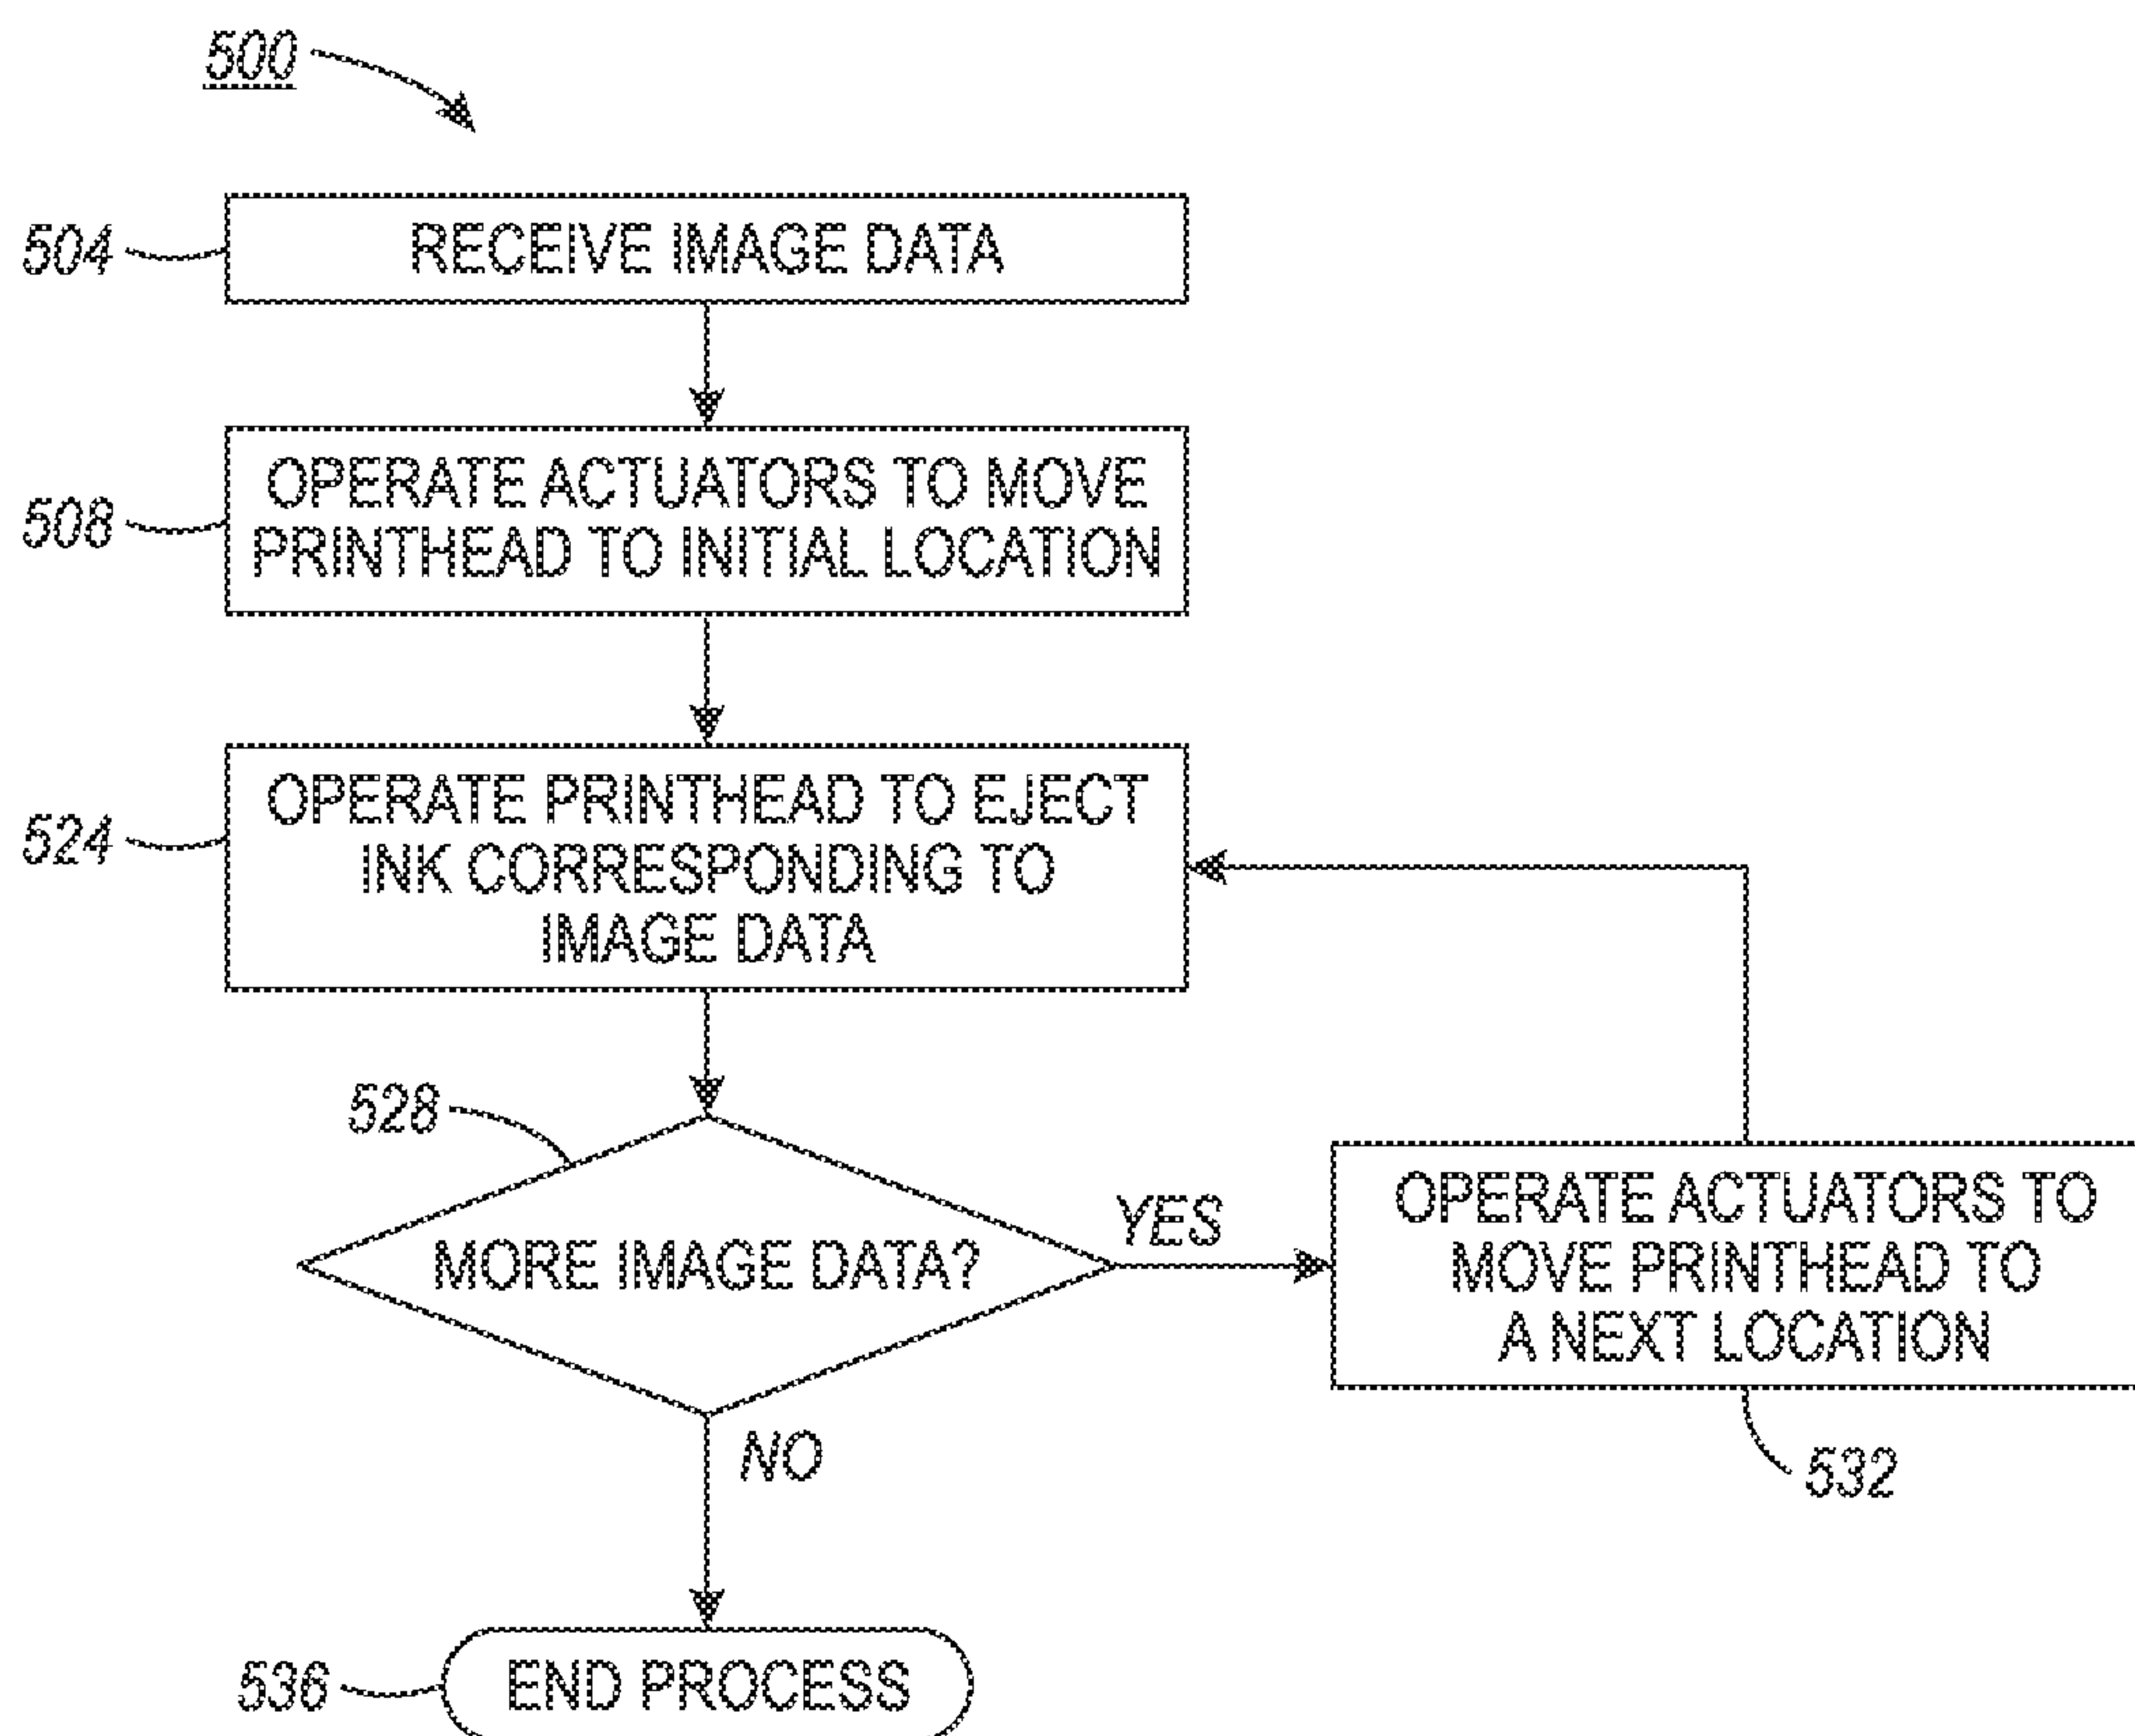 500
504
RECEIVE IMAGE DATA
508
OPERATE ACTUATORS TO MOVE
PRINTHEAD TO INITIAL LOCATION
524
OPERATE PRINTHEAD TO EJECT
INK CORRESPONDING TO
IMAGE DATA
528
MORE IMAGE DATA?
YES
OPERATE ACTUATORS TO
MOVE PRINTHEAD TO
A NEXT LOCATION
532
NO
536
END PROCESS